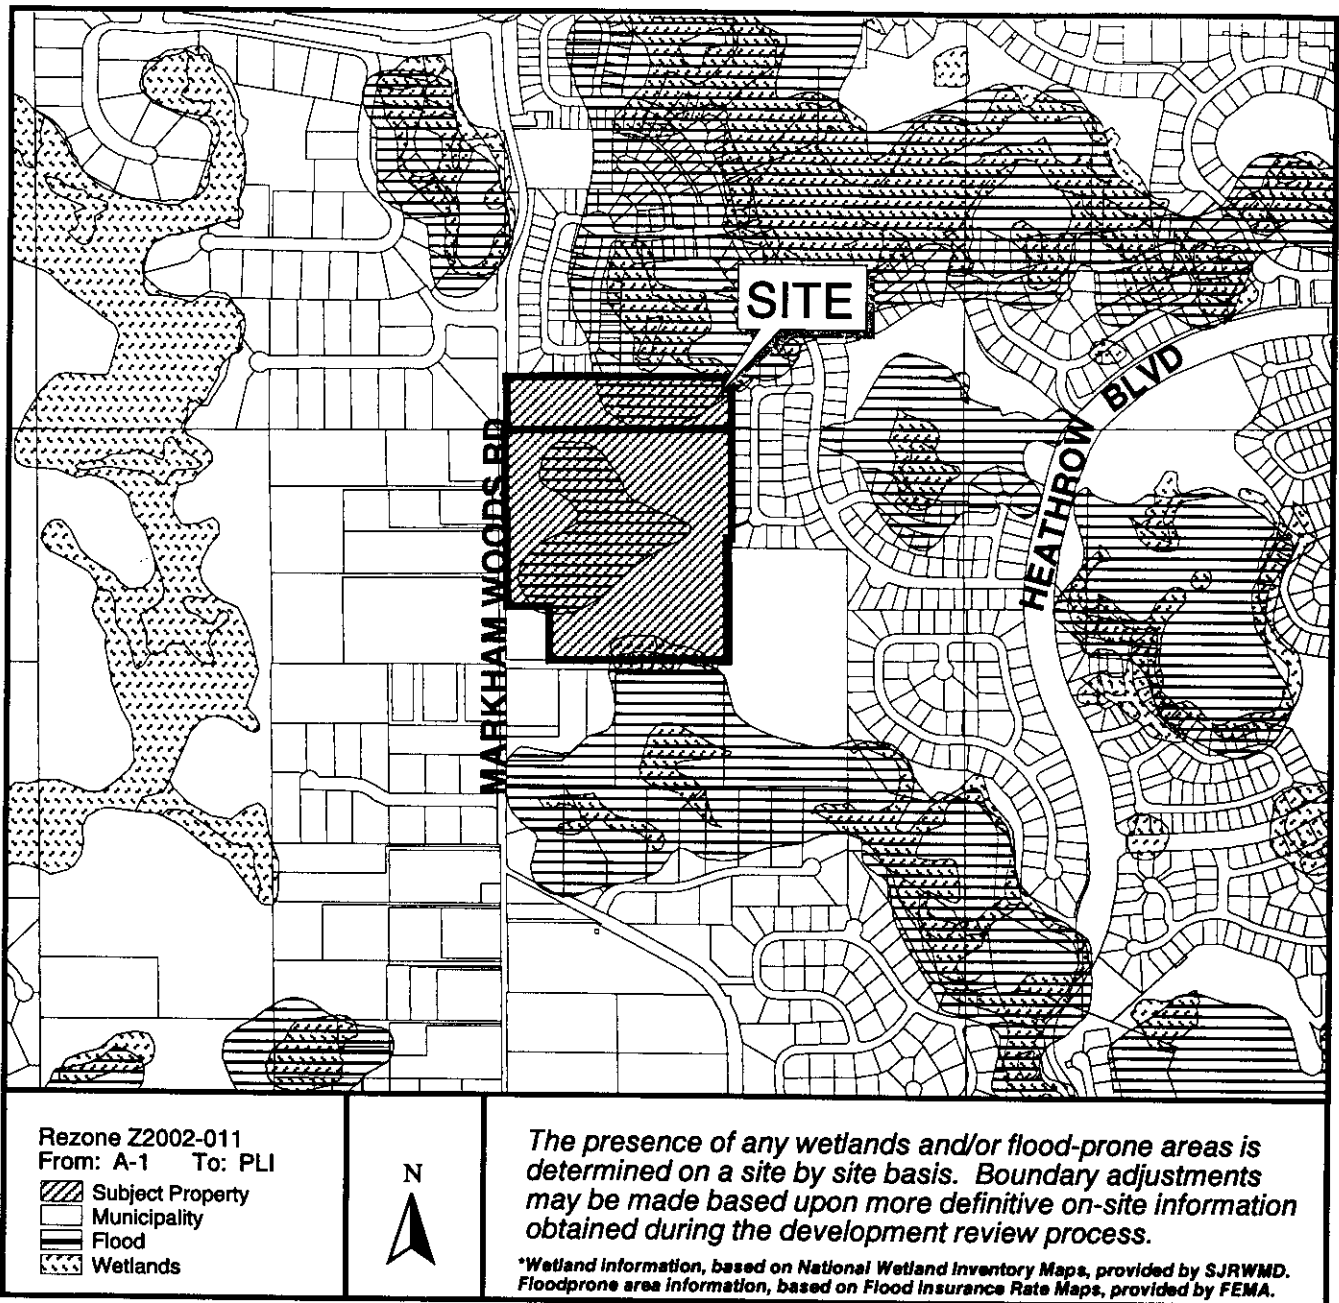 SITE
HEATHROW BLVD
MARKHAM WOODS RD
Rezone Z2002-011
From: A-1 To: PLI
Subject Property
Municipality
Flood
Wetlands
N
The presence of any wetlands and/or flood-prone areas is
determined on a site by site basis. Boundary adjustments
may be made based upon more definitive on-site information
obtained during the development review process.
*Wetland information, based on National Wetland Inventory Maps, provided by SJRWMD.
Floodprone area information, based on Flood Insurance Rate Maps, provided by FEMA.